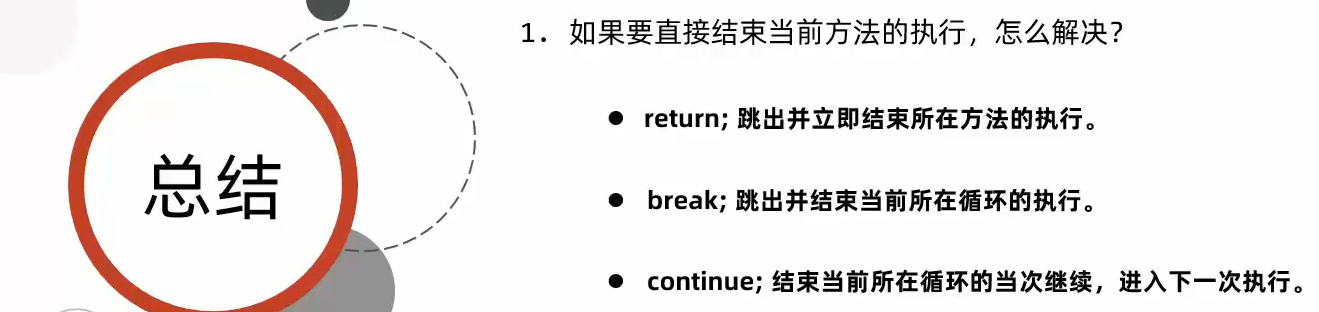 总结
1. 如果要直接结束当前方法的执行，怎么解决？
● return; 跳出并立即结束所在方法的执行。
● break; 跳出并结束当前所在循环的执行。
● continue; 结束当前所在循环的当次继续，进入下一次执行。